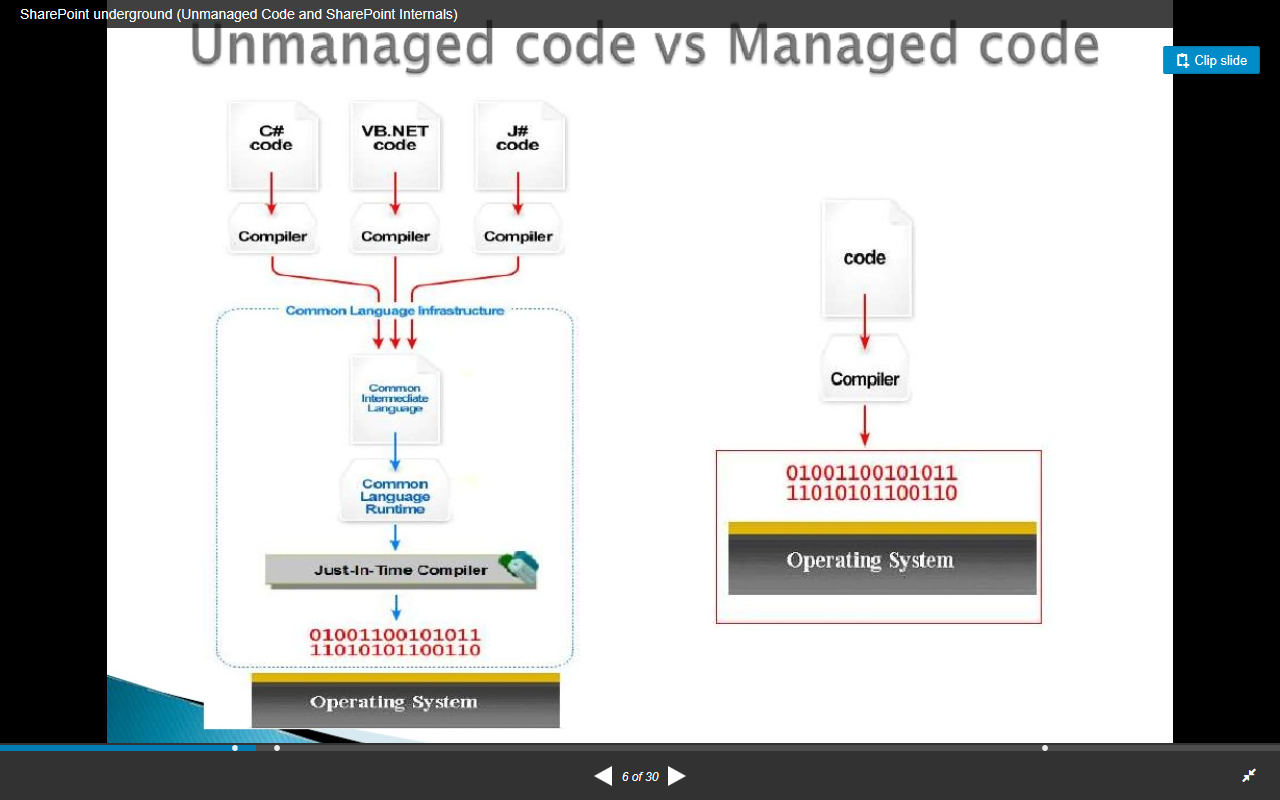 SharePoint underground (Unmanaged Code and SharePoint Internals)
Unmanaged code vs Managed code
Clip slide
C#
code
VB.NET
code
J#
code
Compiler
Compiler
Compiler
Common Language Infrastructure
Common
Intermediate
Language
Common
Language
Runtime
Just-In-Time Compiler
01001100101011
11010101100110
Operating System
code
Compiler
01001100101011
11010101100110
Operating System
6 of 30